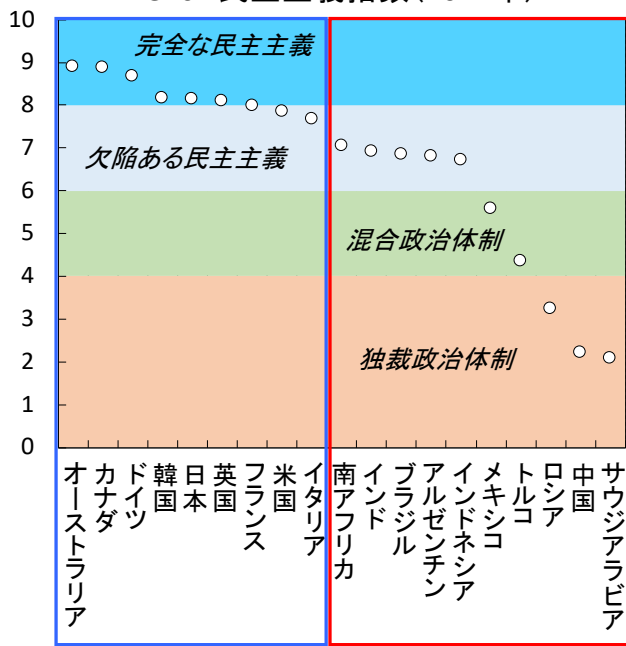 10
9
8
7
6
5
4
3
2
1
0
完全な民主主義
欠陥ある民主主義
混合政治体制
独裁政治体制
オーストラリア
カナダ
ドイツ
韓国
日本
英国
フランス
米国
イタリア
南アフリカ
インド
ブラジル
アルゼンチン
インドネシア
メキシコ
トルコ
ロシア
中国
サウジアラビア